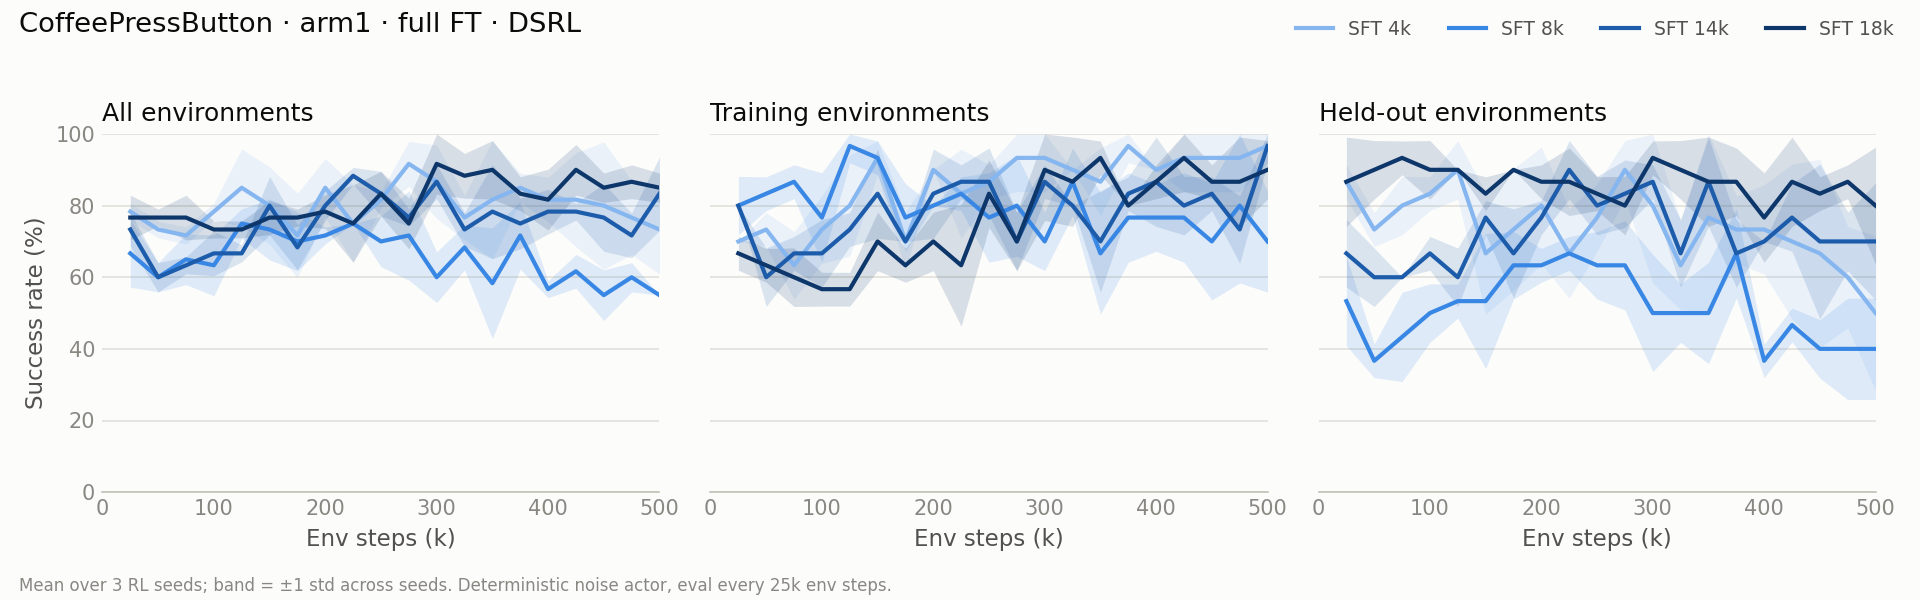 CoffeePressButton · arm1 · full FT · DSRL
SFT 4k SFT 8k SFT 14k SFT 18k
All environments
Training environments
Held-out environments
Success rate (%)
100
80
60
40
20
0
0 100 200 300 400 500
0 100 200 300 400 500
0 100 200 300 400 500
Env steps (k)
Env steps (k)
Env steps (k)
Mean over 3 RL seeds; band = ±1 std across seeds. Deterministic noise actor, eval every 25k env steps.